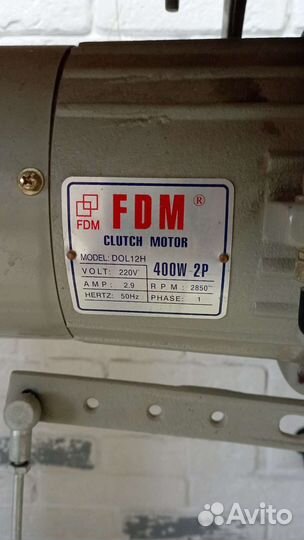 FDM FDM ®
CLUTCH MOTOR
MODEL: DOL12H
VOLT: 220V 400W 2P
AMP: 2.9 RPM: 2850
HERTZ: 50Hz PHASE: 1
Avito